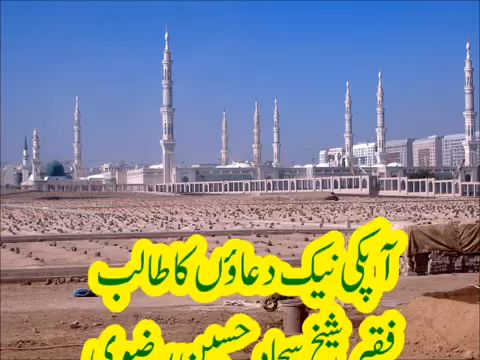 آپکی نیک دعاؤں کا طالب
فقیر شیخ سجاد حسین رضوی